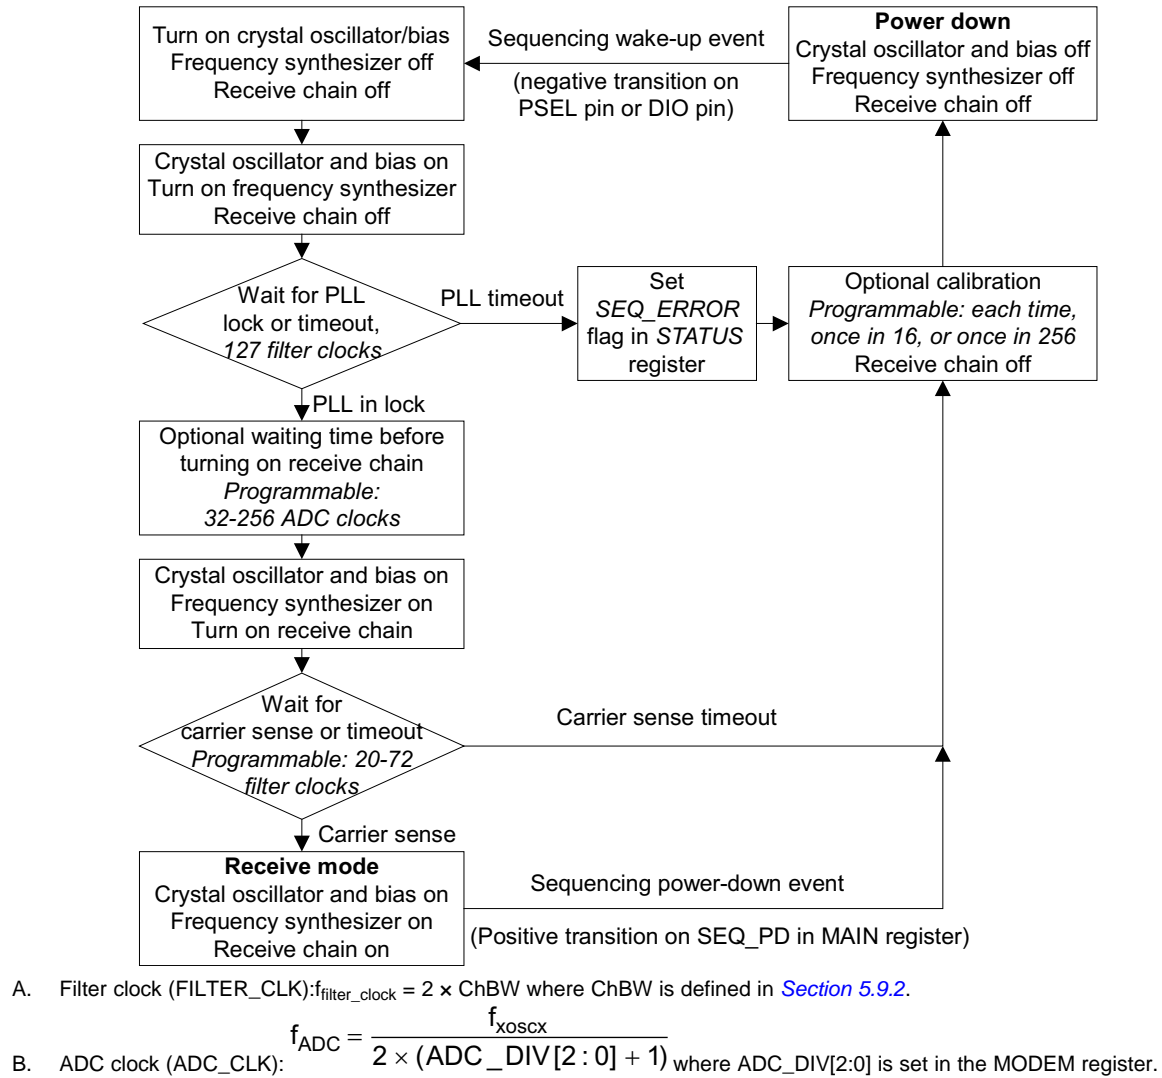 Turn on crystal oscillator/bias
Frequency synthesizer off
Receive chain off
Sequencing wake-up event
(negative transition on
PSEL pin or DIO pin)
Power down
Crystal oscillator and bias off
Frequency synthesizer off
Receive chain off
Crystal oscillator and bias on
Turn on frequency synthesizer
Receive chain off
Wait for PLL
lock or timeout,
127 filter clocks
PLL timeout
Set
SEQ_ERROR
flag in STATUS
register
Optional calibration
Programmable: each time,
once in 16, or once in 256
Receive chain off
PLL in lock
Optional waiting time before
turning on receive chain
Programmable:
32-256 ADC clocks
Crystal oscillator and bias on
Frequency synthesizer on
Turn on receive chain
Wait for
carrier sense or timeout
Programmable: 20-72
filter clocks
Carrier sense timeout
Carrier sense
Receive mode
Crystal oscillator and bias on
Frequency synthesizer on
Receive chain on
Sequencing power-down event
(Positive transition on SEQ_PD in MAIN register)
A. Filter clock (FILTER_CLK):f_filter_clock = 2 × ChBW where ChBW is defined in Section 5.9.2.
B. ADC clock (ADC_CLK): f_ADC = f_xoscx / 2 × (ADC_DIV[2:0] + 1) where ADC_DIV[2:0] is set in the MODEM register.